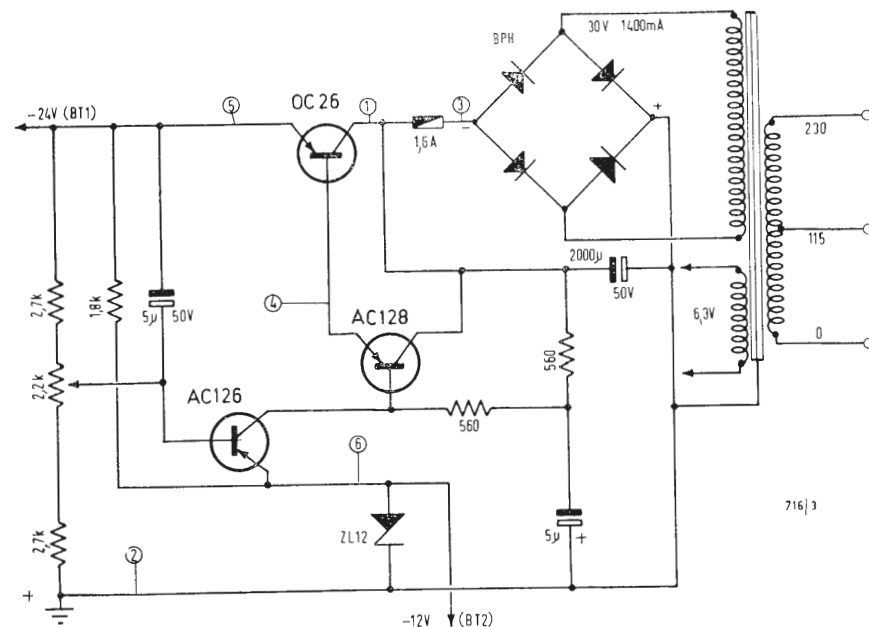 30V 1400mA
BPH
-24V (BT1)
5
OC 26
1
3
-
+
1,6A
230
115
0
2000µ
50V
6,3V
2,7k
1,8k
5µ 50V
4
AC128
560
2,2k
AC126
560
6
716/3
2,7k
ZL12
5µ +
2
+
-12V (BT2)